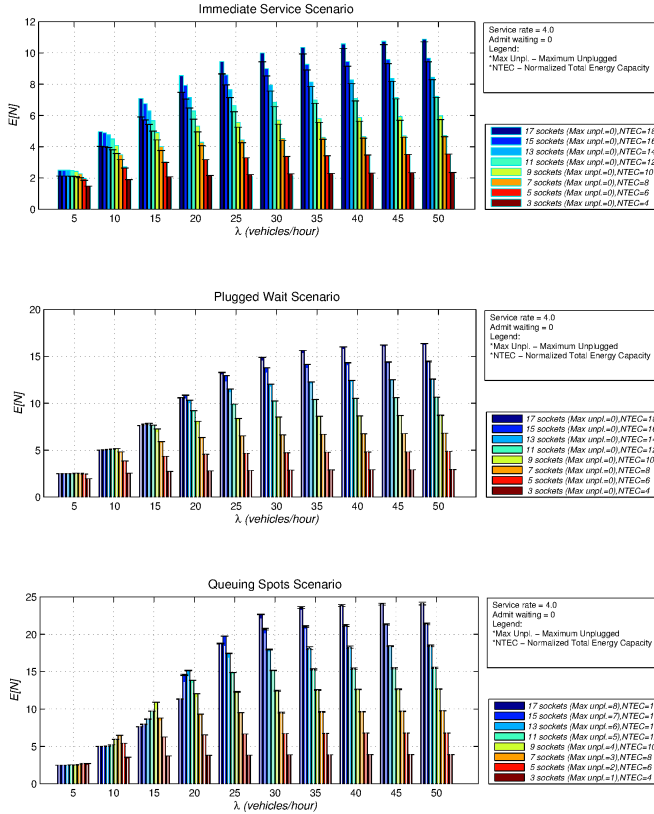 Immediate Service Scenario
12
10
8
6
4
2
0
E[N]
5 10 15 20 25 30 35 40 45 50
λ (vehicles/hour)
Service rate = 4.0
Admit waiting = 0
Legend:
*Max Unpl. – Maximum Unplugged
*NTEC – Normalized Total Energy Capacity
17 sockets (Max unpl.=0),NTEC=18
15 sockets (Max unpl.=0),NTEC=16
13 sockets (Max unpl.=0),NTEC=14
11 sockets (Max unpl.=0),NTEC=12
9 sockets (Max unpl.=0),NTEC=10
7 sockets (Max unpl.=0),NTEC=8
5 sockets (Max unpl.=0),NTEC=6
3 sockets (Max unpl.=0),NTEC=4
Plugged Wait Scenario
20
15
10
5
0
E[N]
5 10 15 20 25 30 35 40 45 50
λ (vehicles/hour)
Service rate = 4.0
Admit waiting = 0
Legend:
*Max Unpl. – Maximum Unplugged
*NTEC – Normalized Total Energy Capacity
17 sockets (Max unpl.=0),NTEC=18
15 sockets (Max unpl.=0),NTEC=16
13 sockets (Max unpl.=0),NTEC=14
11 sockets (Max unpl.=0),NTEC=12
9 sockets (Max unpl.=0),NTEC=10
7 sockets (Max unpl.=0),NTEC=8
5 sockets (Max unpl.=0),NTEC=6
3 sockets (Max unpl.=0),NTEC=4
Queuing Spots Scenario
25
20
15
10
5
0
E[N]
5 10 15 20 25 30 35 40 45 50
λ (vehicles/hour)
Service rate = 4.0
Admit waiting = 0
Legend:
*Max Unpl. – Maximum Unplugged
*NTEC – Normalized Total Energy Capacity
17 sockets (Max unpl.=8),NTEC=1
15 sockets (Max unpl.=7),NTEC=1
13 sockets (Max unpl.=6),NTEC=1
11 sockets (Max unpl.=5),NTEC=1
9 sockets (Max unpl.=4),NTEC=10
7 sockets (Max unpl.=3),NTEC=8
5 sockets (Max unpl.=2),NTEC=6
3 sockets (Max unpl.=1),NTEC=4